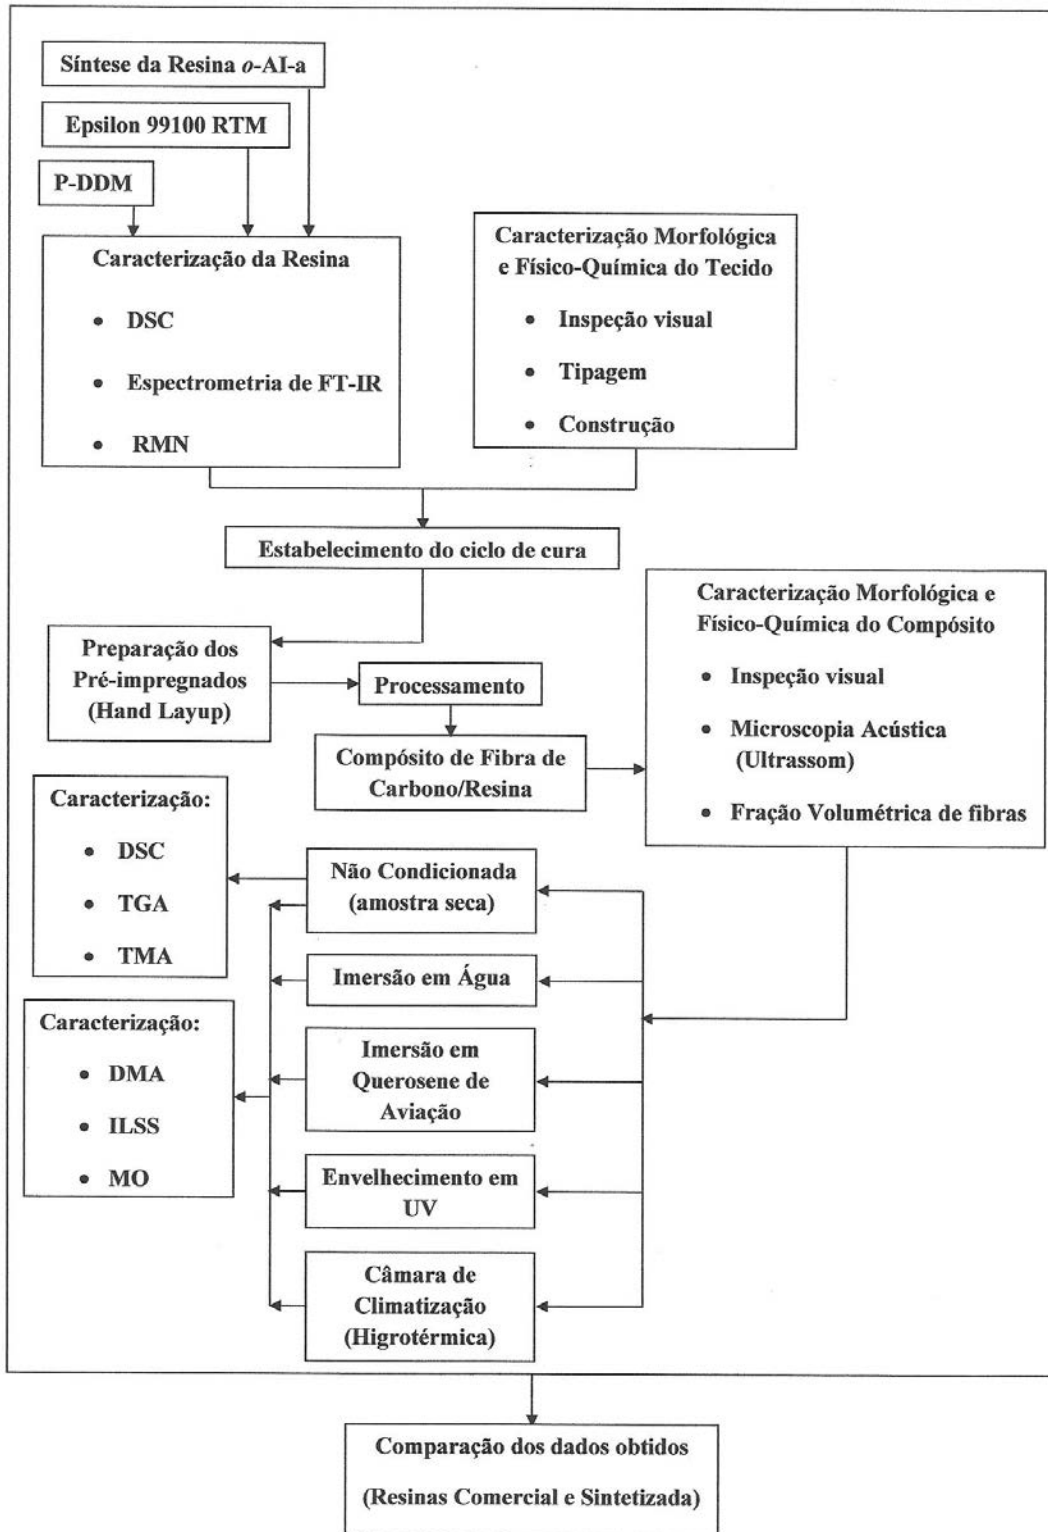 Síntese da Resina o-AI-a
Epsilon 99100 RTM
P-DDM
Caracterização da Resina
• DSC
• Espectrometria de FT-IR
• RMN
Caracterização Morfológica
e Físico-Química do Tecido
• Inspeção visual
• Tipagem
• Construção
Estabelecimento do ciclo de cura
Preparação dos
Pré-impregnados
(Hand Layup)
Processamento
Compósito de Fibra de
Carbono/Resina
Caracterização Morfológica e
Físico-Química do Compósito
• Inspeção visual
• Microscopia Acústica
(Ultrassom)
• Fração Volumétrica de fibras
Caracterização:
• DSC
• TGA
• TMA
Caracterização:
• DMA
• ILSS
• MO
Não Condicionada
(amostra seca)
Imersão em Água
Imersão em
Querosene de
Aviação
Envelhecimento em
UV
Câmara de
Climatização
(Higrotérmica)
Comparação dos dados obtidos
(Resinas Comercial e Sintetizada)